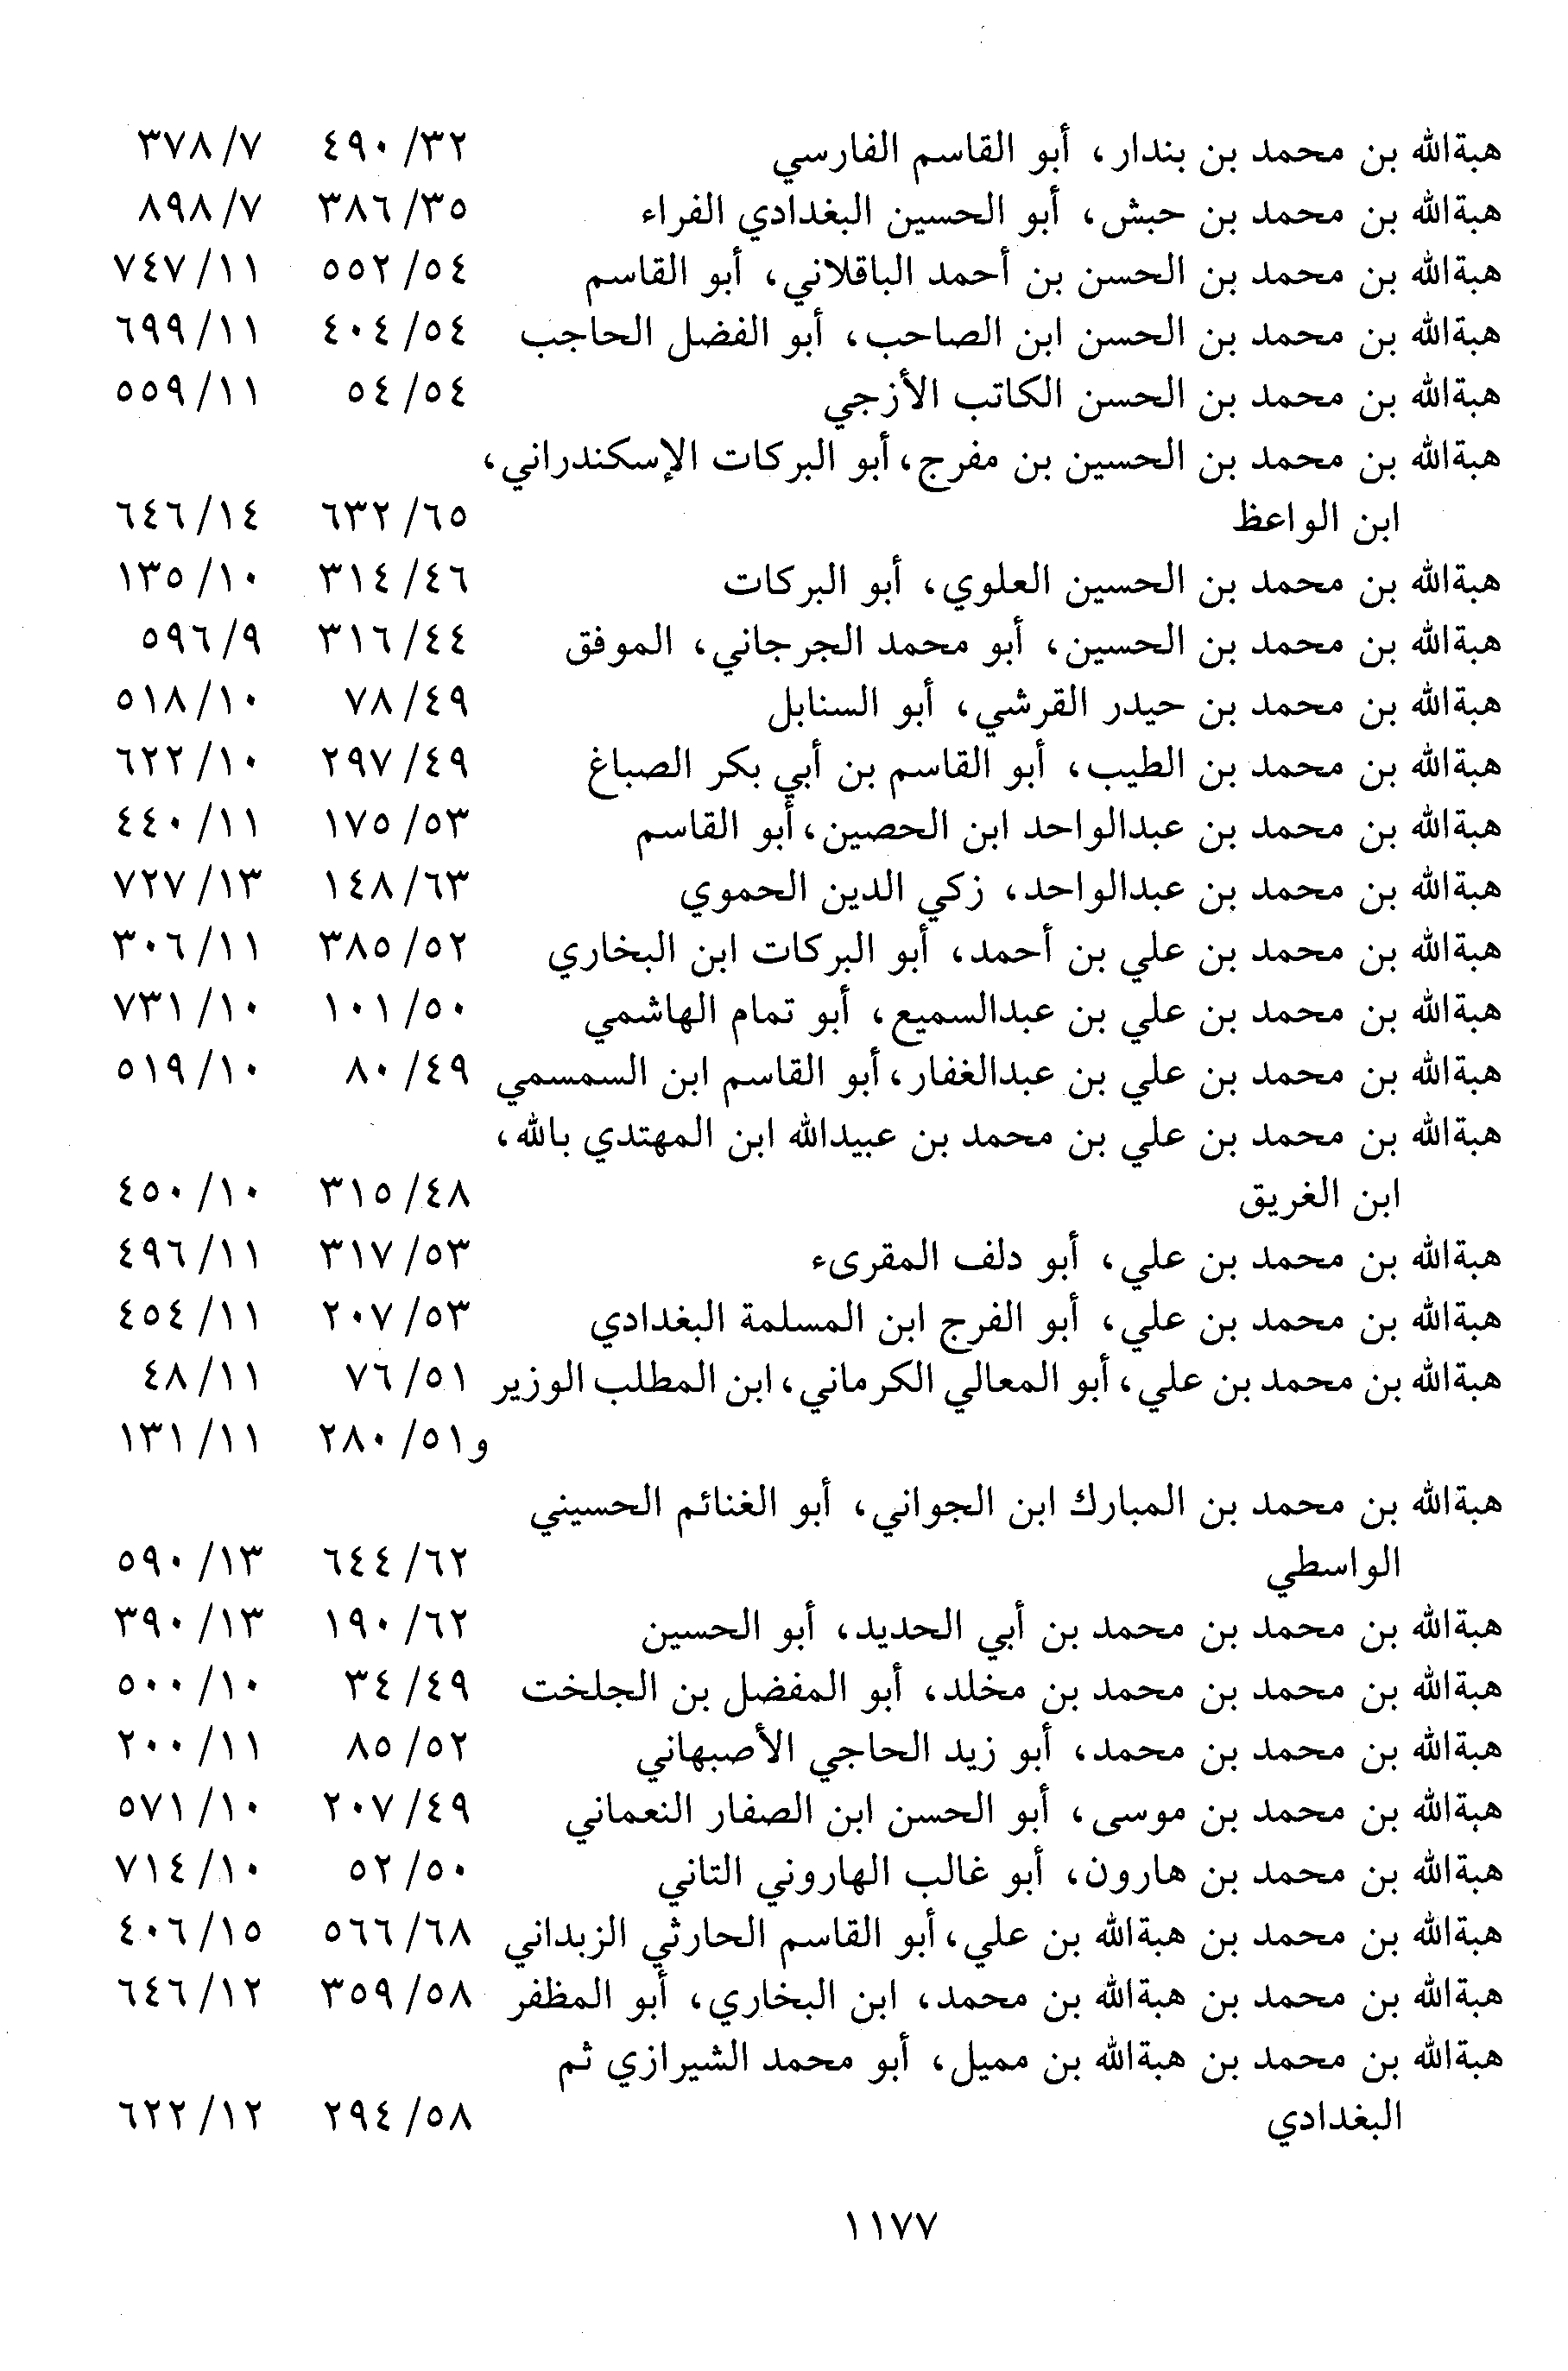 هبةالله بن محمد بن بندار، أبو القاسم الفارسي ٣٢/ ٤٩٠ ٧/ ٣٧٨
هبةالله بن محمد بن حبش، أبو الحسين البغدادي الفراء ٣٥/ ٣٨٦ ٧/ ٨٩٨
هبةالله بن محمد بن الحسن بن أحمد الباقلاني، أبو القاسم ٥٤/ ٥٥٢ ١١/ ٧٤٧
هبةالله بن محمد بن الحسن ابن الصاحب، أبو الفضل الحاجب ٥٤/ ٤٠٤ ١١/ ٦٩٩
هبةالله بن محمد بن الحسن الكاتب الأزجي ٥٤/ ٥٤ ١١/ ٥٥٩
هبةالله بن محمد بن الحسين بن مفرج، أبو البركات الإسكندراني،
ابن الواعظ ٦٥/ ٦٣٢ ١٤/ ٦٤٦
هبةالله بن محمد بن الحسين العلوي، أبو البركات ٤٦/ ٣١٤ ١٠/ ١٣٥
هبةالله بن محمد بن الحسين، أبو محمد الجرجاني، الموفق ٤٤/ ٣١٦ ٩/ ٥٩٦
هبةالله بن محمد بن حيدر القرشي، أبو السنابل ٤٩/ ٧٨ ١٠/ ٥١٨
هبةالله بن محمد بن الطيب، أبو القاسم بن أبي بكر الصباغ ٤٩/ ٢٩٧ ١٠/ ٦٢٢
هبةالله بن محمد بن عبدالواحد ابن الحصين، أبو القاسم ٥٣/ ١٧٥ ١١/ ٤٤٠
هبةالله بن محمد بن عبدالواحد، زكي الدين الحموي ٦٣/ ١٤٨ ١٣/ ٧٢٧
هبةالله بن محمد بن علي بن أحمد، أبو البركات ابن البخاري ٥٢/ ٣٨٥ ١١/ ٣٠٦
هبةالله بن محمد بن علي بن عبدالسميع، أبو تمام الهاشمي ٥٠/ ١٠١ ١٠/ ٧٣١
هبةالله بن محمد بن علي بن عبدالغفار، أبو القاسم ابن السمسمي ٤٩/ ٨٠ ١٠/ ٥١٩
هبةالله بن محمد بن علي بن محمد بن عبيدالله ابن المهتدي بالله،
ابن الغريق ٤٨/ ٣١٥ ١٠/ ٤٥٠
هبةالله بن محمد بن علي، أبو دلف المقرىء ٥٣/ ٣١٧ ١١/ ٤٩٦
هبةالله بن محمد بن علي، أبو الفرج ابن المسلمة البغدادي ٥٣/ ٢٠٧ ١١/ ٤٥٤
هبةالله بن محمد بن علي، أبو المعالي الكرماني، ابن المطلب الوزير ٥١/ ٧٦ ١١/ ٤٨
و٥١/ ٢٨٠ ١١/ ١٣١
هبةالله بن محمد بن المبارك ابن الجواني، أبو الغنائم الحسيني
الواسطي ٦٢/ ٦٤٤ ١٣/ ٥٩٠
هبةالله بن محمد بن محمد بن أبي الحديد، أبو الحسين ٦٢/ ١٩٠ ١٣/ ٣٩٠
هبةالله بن محمد بن محمد بن مخلد، أبو المفضل بن الجلخت ٤٩/ ٣٤ ١٠/ ٥٠٠
هبةالله بن محمد بن محمد، أبو زيد الحاجي الأصبهاني ٥٢/ ٨٥ ١١/ ٢٠٠
هبةالله بن محمد بن موسى، أبو الحسن ابن الصفار النعماني ٤٩/ ٢٠٧ ١٠/ ٥٧١
هبةالله بن محمد بن هارون، أبو غالب الهاروني التاني ٥٠/ ٥٢ ١٠/ ٧١٤
هبةالله بن محمد بن هبةالله بن علي، أبو القاسم الحارثي الزبداني ٦٨/ ٥٦٦ ١٥/ ٤٠٦
هبةالله بن محمد بن هبةالله بن محمد، ابن البخاري، أبو المظفر ٥٨/ ٣٥٩ ١٢/ ٦٤٦
هبةالله بن محمد بن هبةالله بن مميل، أبو محمد الشيرازي ثم
البغدادي ٥٨/ ٢٩٤ ١٢/ ٦٢٢
١١٧٧